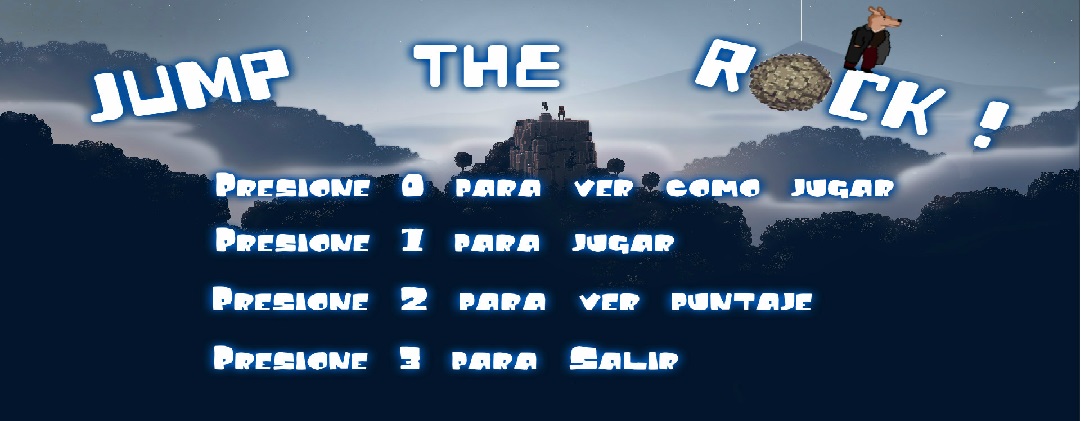 JUMP THE ROCK!
Presione 0 para ver como jugar
Presione 1 para jugar
Presione 2 para ver puntaje
Presione 3 para Salir